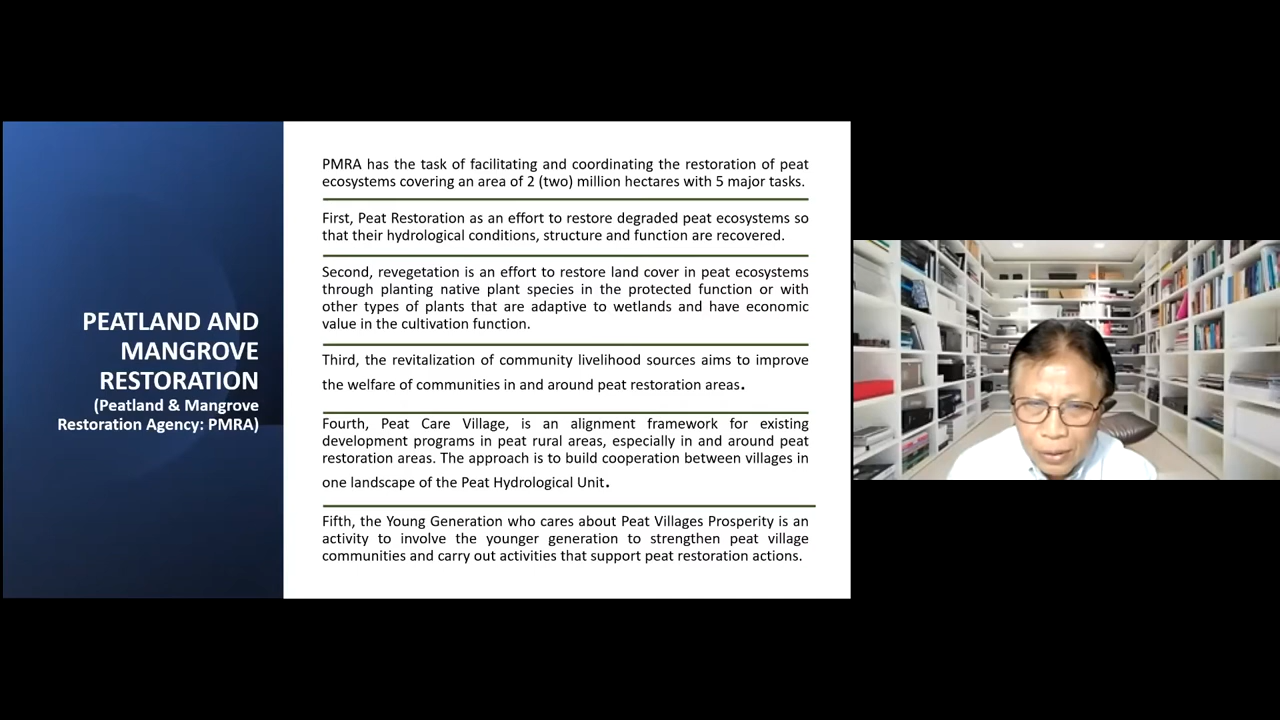 PEATLAND AND
MANGROVE
RESTORATION
(Peatland & Mangrove
Restoration Agency: PMRA)
PMRA has the task of facilitating and coordinating the restoration of peat
ecosystems covering an area of 2 (two) million hectares with 5 major tasks.
First, Peat Restoration as an effort to restore degraded peat ecosystems so
that their hydrological conditions, structure and function are recovered.
Second, revegetation is an effort to restore land cover in peat ecosystems
through planting native plant species in the protected function or with
other types of plants that are adaptive to wetlands and have economic
value in the cultivation function.
Third, the revitalization of community livelihood sources aims to improve
the welfare of communities in and around peat restoration areas.
Fourth, Peat Care Village, is an alignment framework for existing
development programs in peat rural areas, especially in and around peat
restoration areas. The approach is to build cooperation between villages in
one landscape of the Peat Hydrological Unit.
Fifth, the Young Generation who cares about Peat Villages Prosperity is an
activity to involve the younger generation to strengthen peat village
communities and carry out activities that support peat restoration actions.